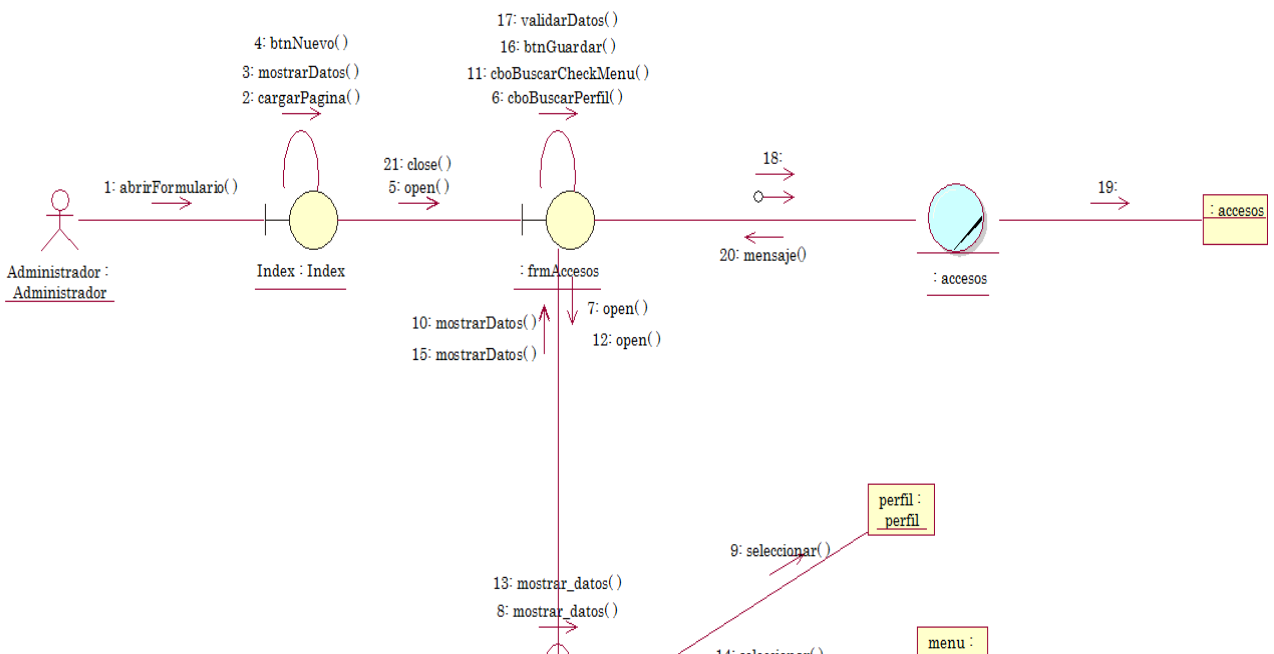 17: validarDatos( )
4: btnNuevo( )
16: btnGuardar( )
3: mostrarDatos( )
11: cboBuscarCheckMenu( )
2: cargarPagina( )
6: cboBuscarPerfil( )
21: close( )
18:
1: abrirFormulario( )
5: open( )
19:
: accesos
20: mensaje()
Administrador :
Administrador
Index : Index
: frmAccesos
: accesos
7: open( )
10: mostrarDatos( )
12: open( )
15: mostrarDatos( )
perfil :
perfil
9: seleccionar( )
13: mostrar_datos( )
8: mostrar_datos( )
menu :
14: seleccionar( )